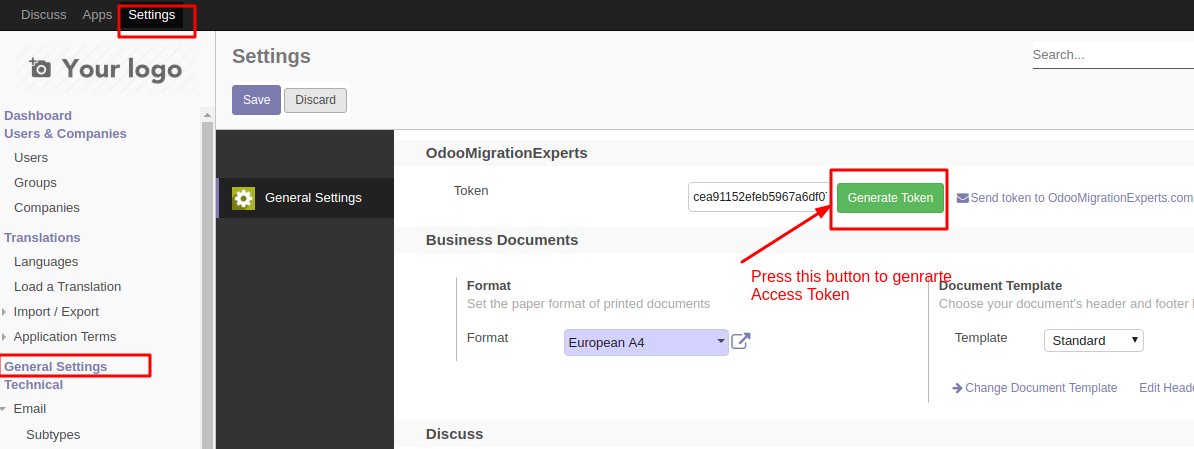 Discuss Apps Settings
Your logo
Settings
Search...
Save Discard
Dashboard
Users & Companies
Users
Groups
Companies
Translations
Languages
Load a Translation
Import / Export
Application Terms
General Settings
Technical
Email
Subtypes
General Settings
OdooMigrationExperts
Token cea91152efeb5967a6df07 Generate Token Send token to OdooMigrationExperts.com
Business Documents
Press this button to genrarte
Access Token
Format
Set the paper format of printed documents
Format European A4
Document Template
Choose your document's header and footer
Template Standard
Change Document Template Edit Heade
Discuss